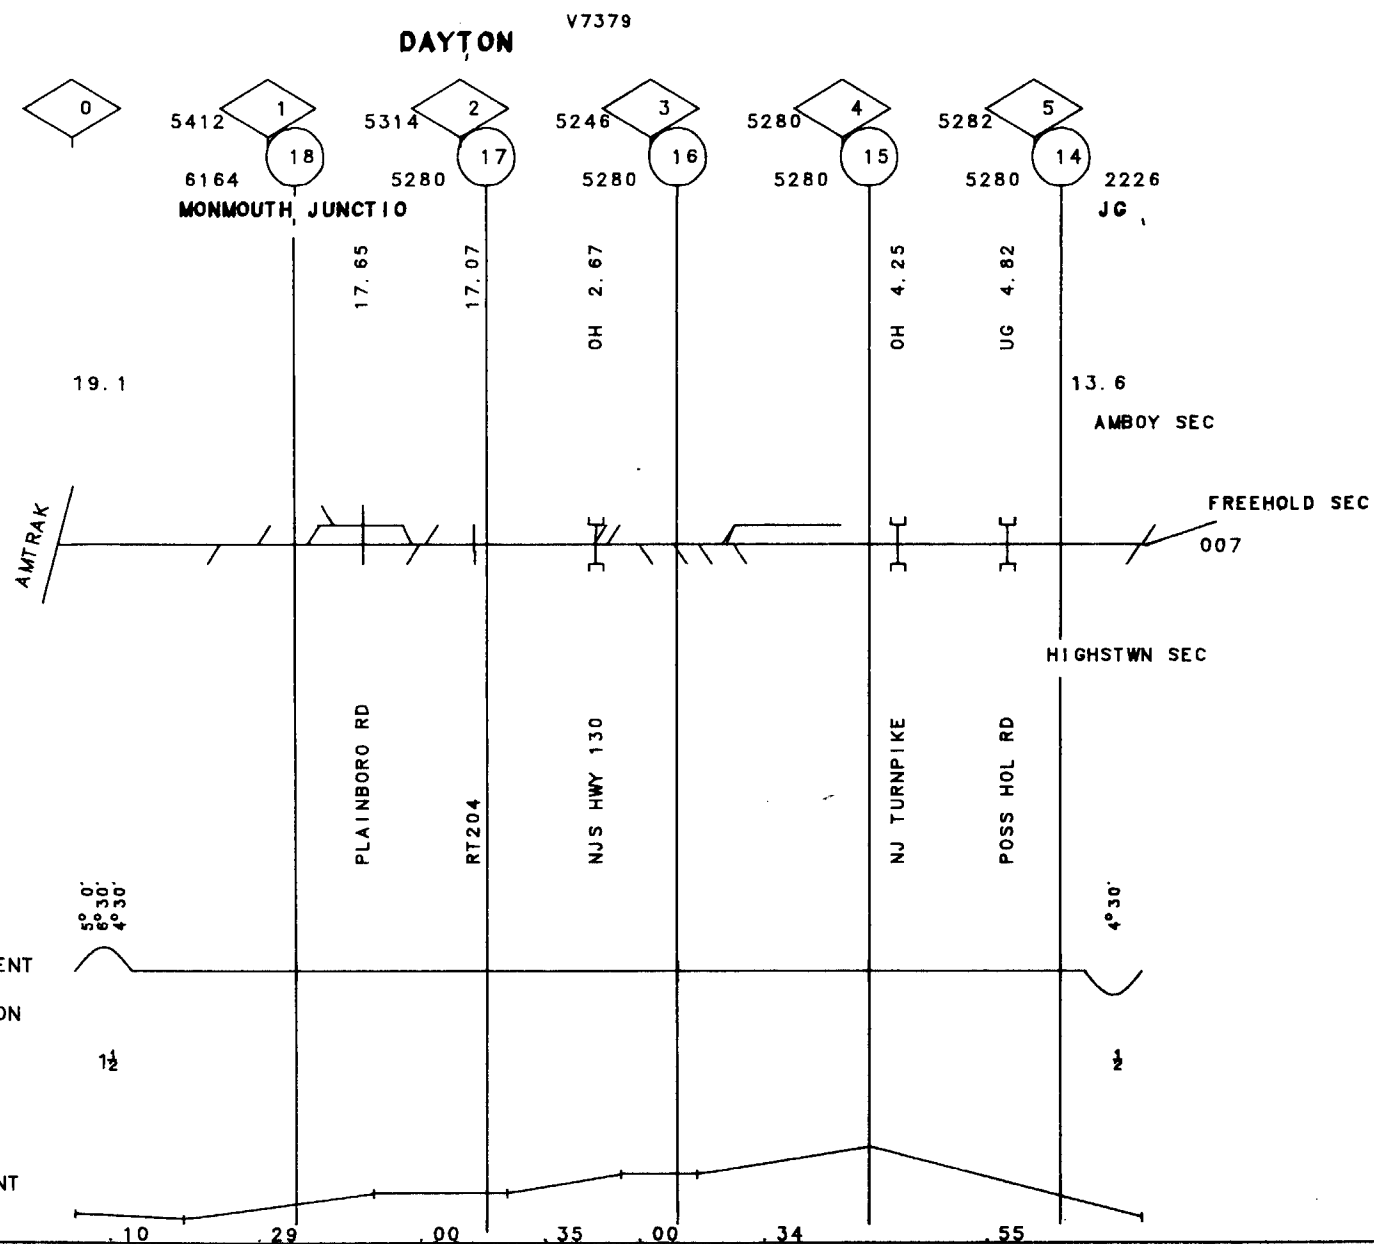 V7379
DAYTON
0 1 2 3 4 5
5412 5314 5246 5280 5282
18 17 16 15 14
6164 5280 5280 5280 5280 2226
MONMOUTH JUNCTIO
JG
17.65
17.07
OH 2.67
OH 4.25
UG 4.82
19.1
13.6
AMBOY SEC
FREEHOLD SEC
AMTRAK
007
HIGHSTWN SEC
PLAINBORO RD
RT204
NJS HWY 130
NJ TURNPIKE
POSS HOL RD
5° 0'
6°30'
4°30'
4°30'
ENT
ON
1½
½
NT
.10 .29 .00 .35 .00 .34 .55